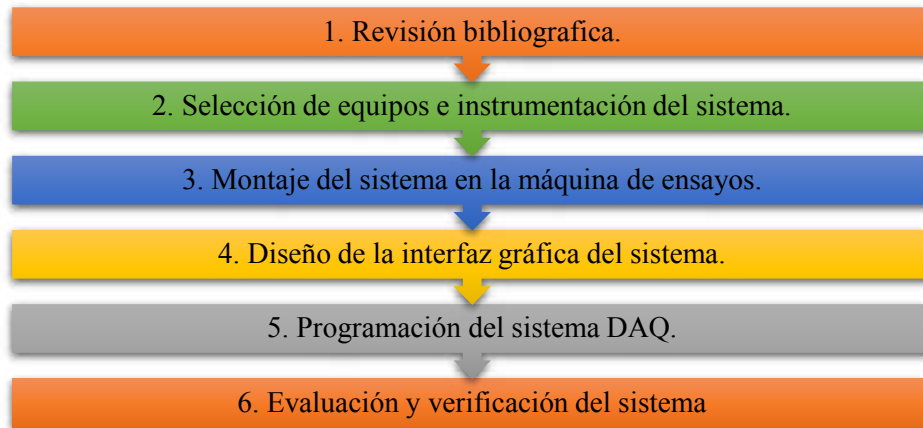 1. Revisión bibliografica.
2. Selección de equipos e instrumentación del sistema.
3. Montaje del sistema en la máquina de ensayos.
4. Diseño de la interfaz gráfica del sistema.
5. Programación del sistema DAQ.
6. Evaluación y verificación del sistema